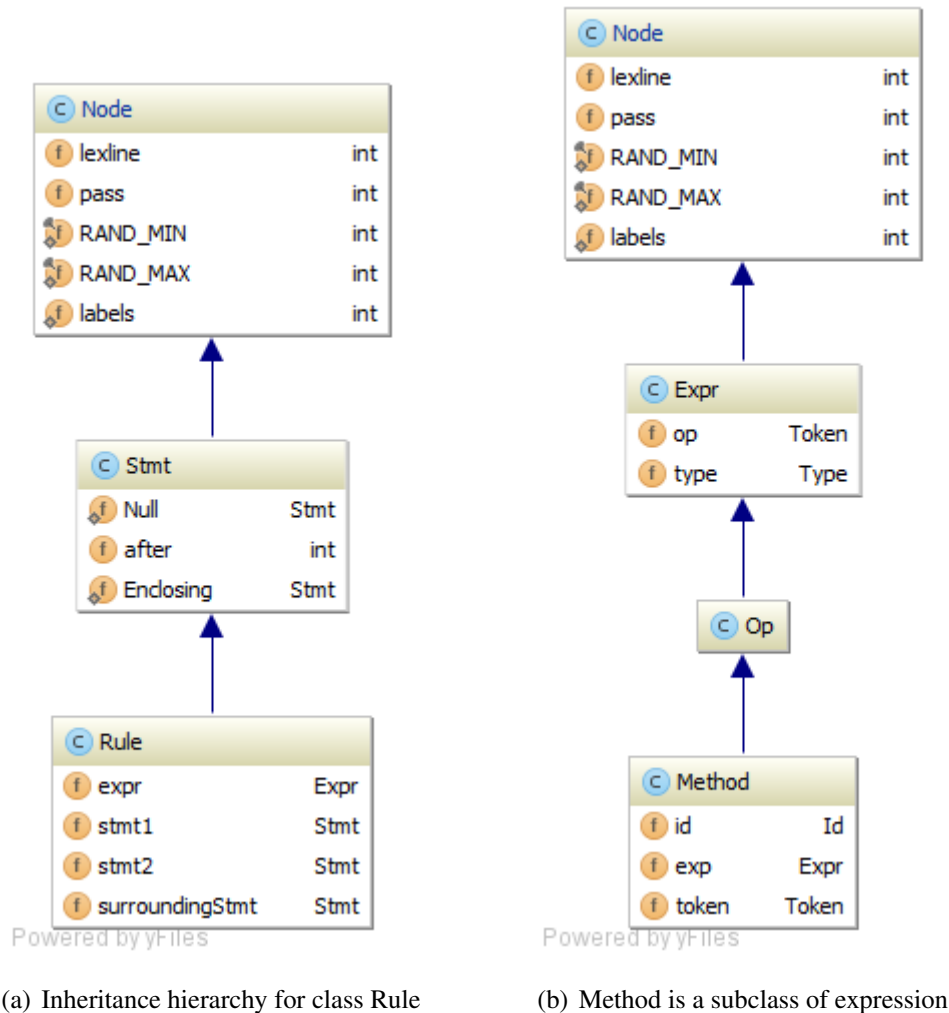 C Node
f lexline int
f pass int
f RAND_MIN int
f RAND_MAX int
f labels int
C Stmt
f Null Stmt
f after int
f Enclosing Stmt
C Rule
f expr Expr
f stmt1 Stmt
f stmt2 Stmt
f surroundingStmt Stmt
Powered by yFiles
(a) Inheritance hierarchy for class Rule
C Node
f lexline int
f pass int
f RAND_MIN int
f RAND_MAX int
f labels int
C Expr
f op Token
f type Type
C Op
C Method
f id Id
f exp Expr
f token Token
Powered by yFiles
(b) Method is a subclass of expression